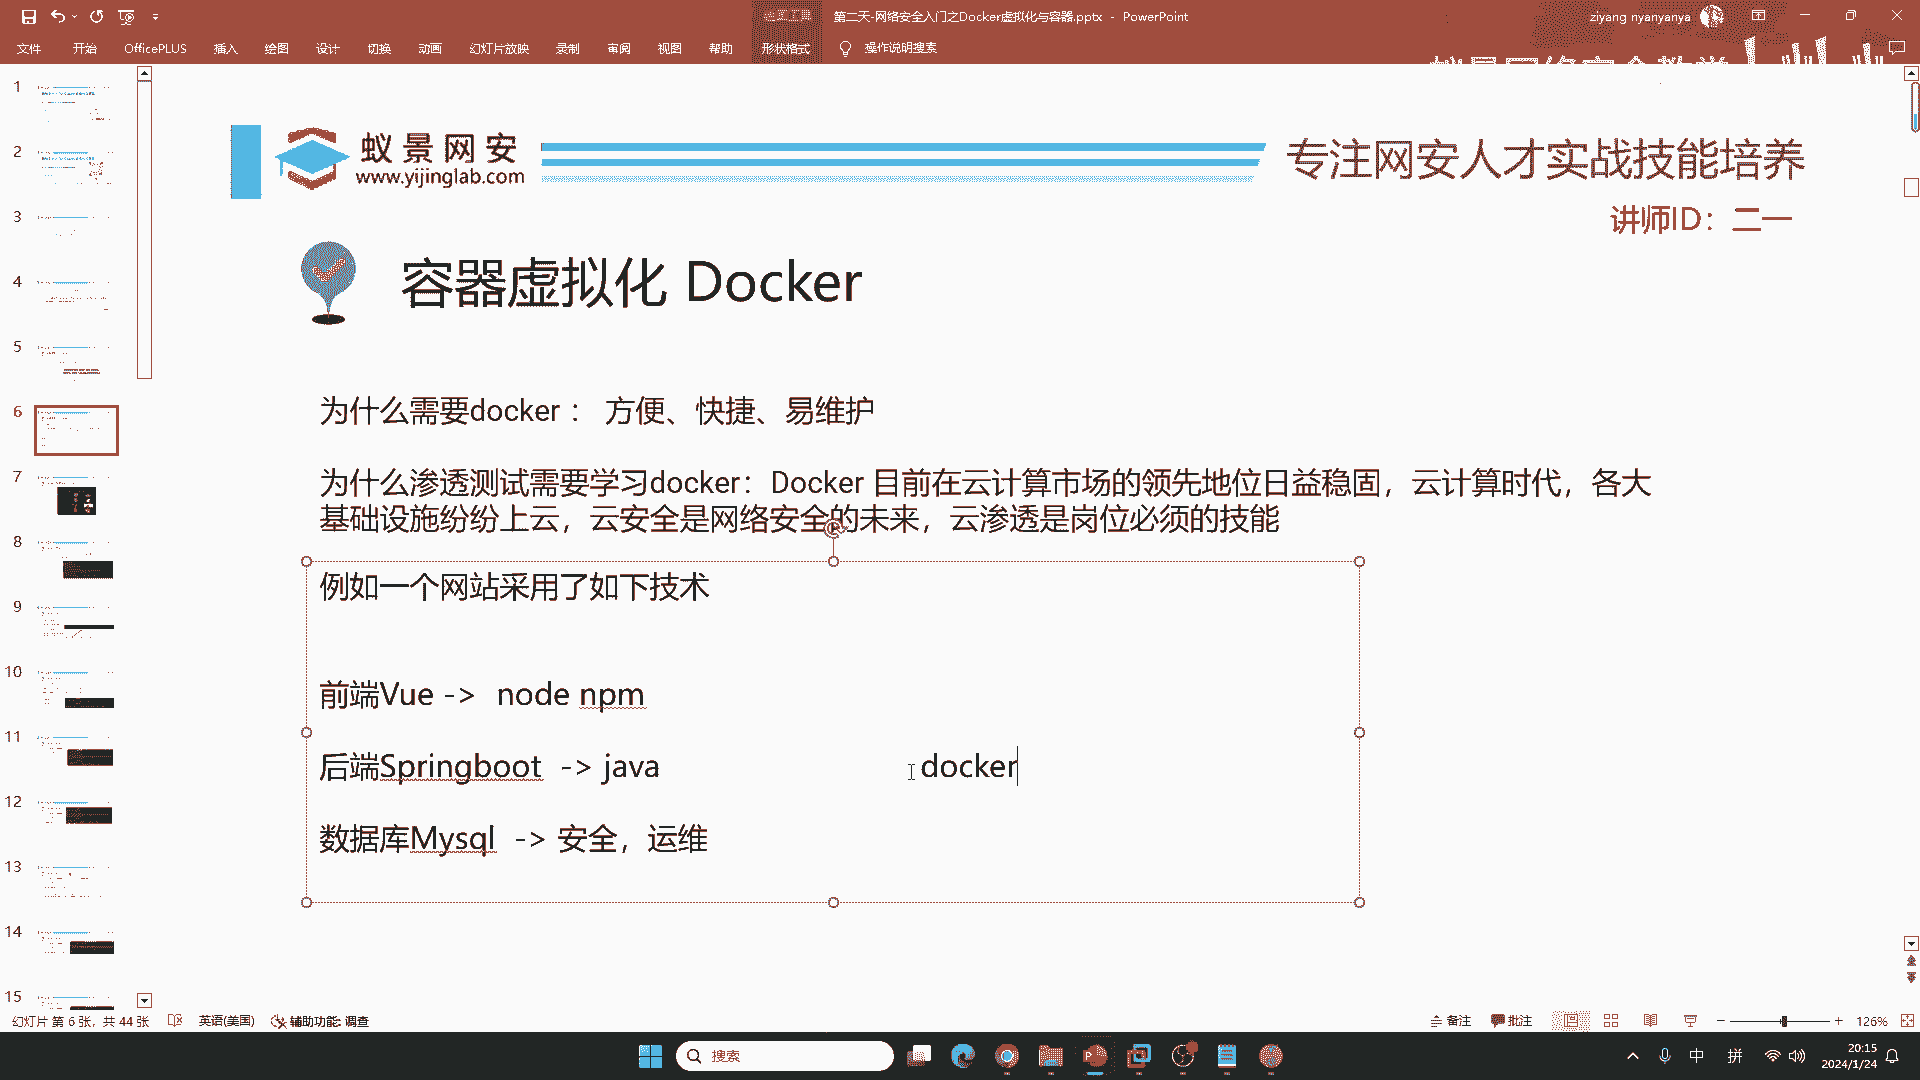 第二天-网络安全入门之Docker虚拟化与容器.pptx - PowerPoint
ziyang nyanyanya
文件 开始 OfficePLUS 插入 绘图 设计 切换 动画 幻灯片放映 录制 审阅 视图 帮助 形状格式 操作说明搜索
蚁景网安
www.yijinglab.com
专注网安人才实战技能培养
讲师ID：二一
容器虚拟化 Docker
为什么需要docker： 方便、快捷、易维护
为什么渗透测试需要学习docker：Docker 目前在云计算市场的领先地位日益稳固，云计算时代，各大
基础设施纷纷上云，云安全是网络安全的未来，云渗透是岗位必须的技能
例如一个网站采用了如下技术
前端Vue -> node npm
后端Springboot -> java docker
数据库Mysql -> 安全，运维
1
2
3
4
5
6
7
8
9
10
11
12
13
14
15
幻灯片 第 6 张，共 44 张 英语(美国) 辅助功能: 调查
备注 批注 126%
搜索
中 拼
20:15
2024/1/24